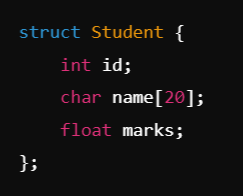 struct Student {
    int id;
    char name[20];
    float marks;
};